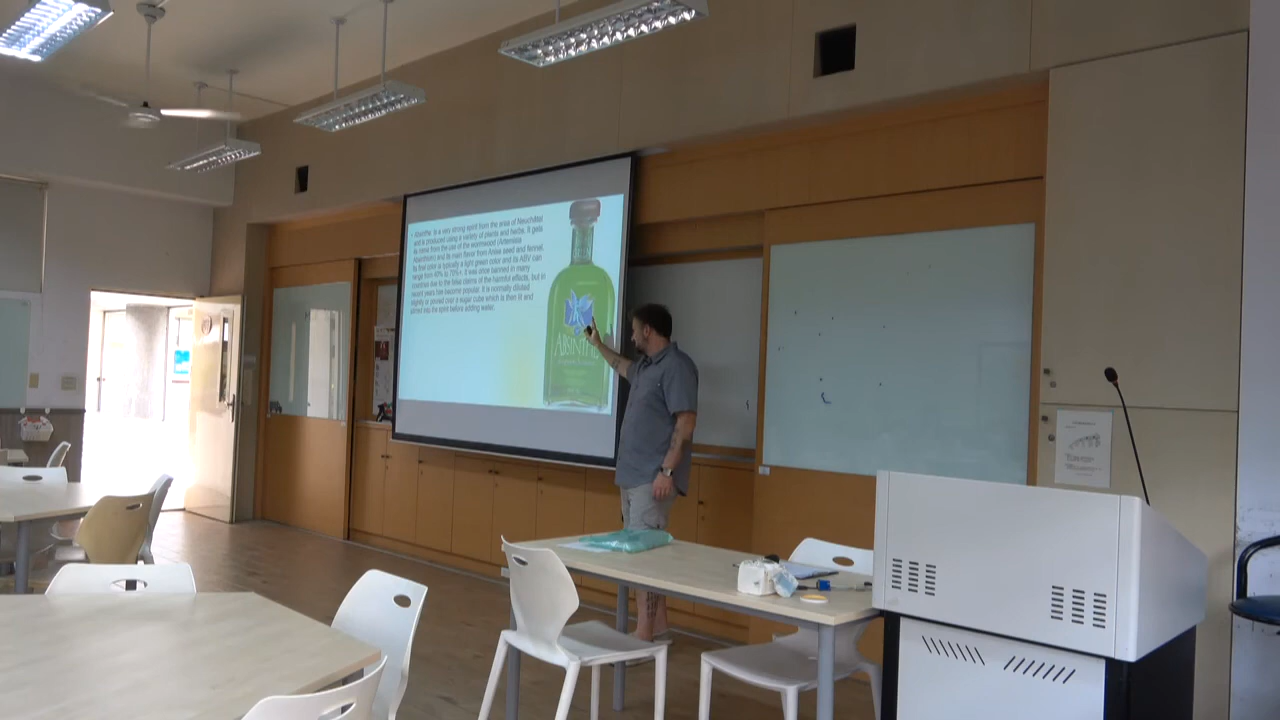 • Absinthe is a very strong spirit from the area of Neuchâtel
and is produced using a variety of plants and herbs. It gets
its name from the use of the wormwood (Artemisia
Absinthium) and its main flavor from Anise seed and fennel.
Its final color is typically a light green color and its ABV can
range from 40% to 70%+. It was once banned in many
countries due to the false claims of the harmful effects, but in
recent years has become popular. It is normally diluted
slightly or poured over a sugar cube which is then lit and
stirred into the spirit before adding water.
ABSINTHE